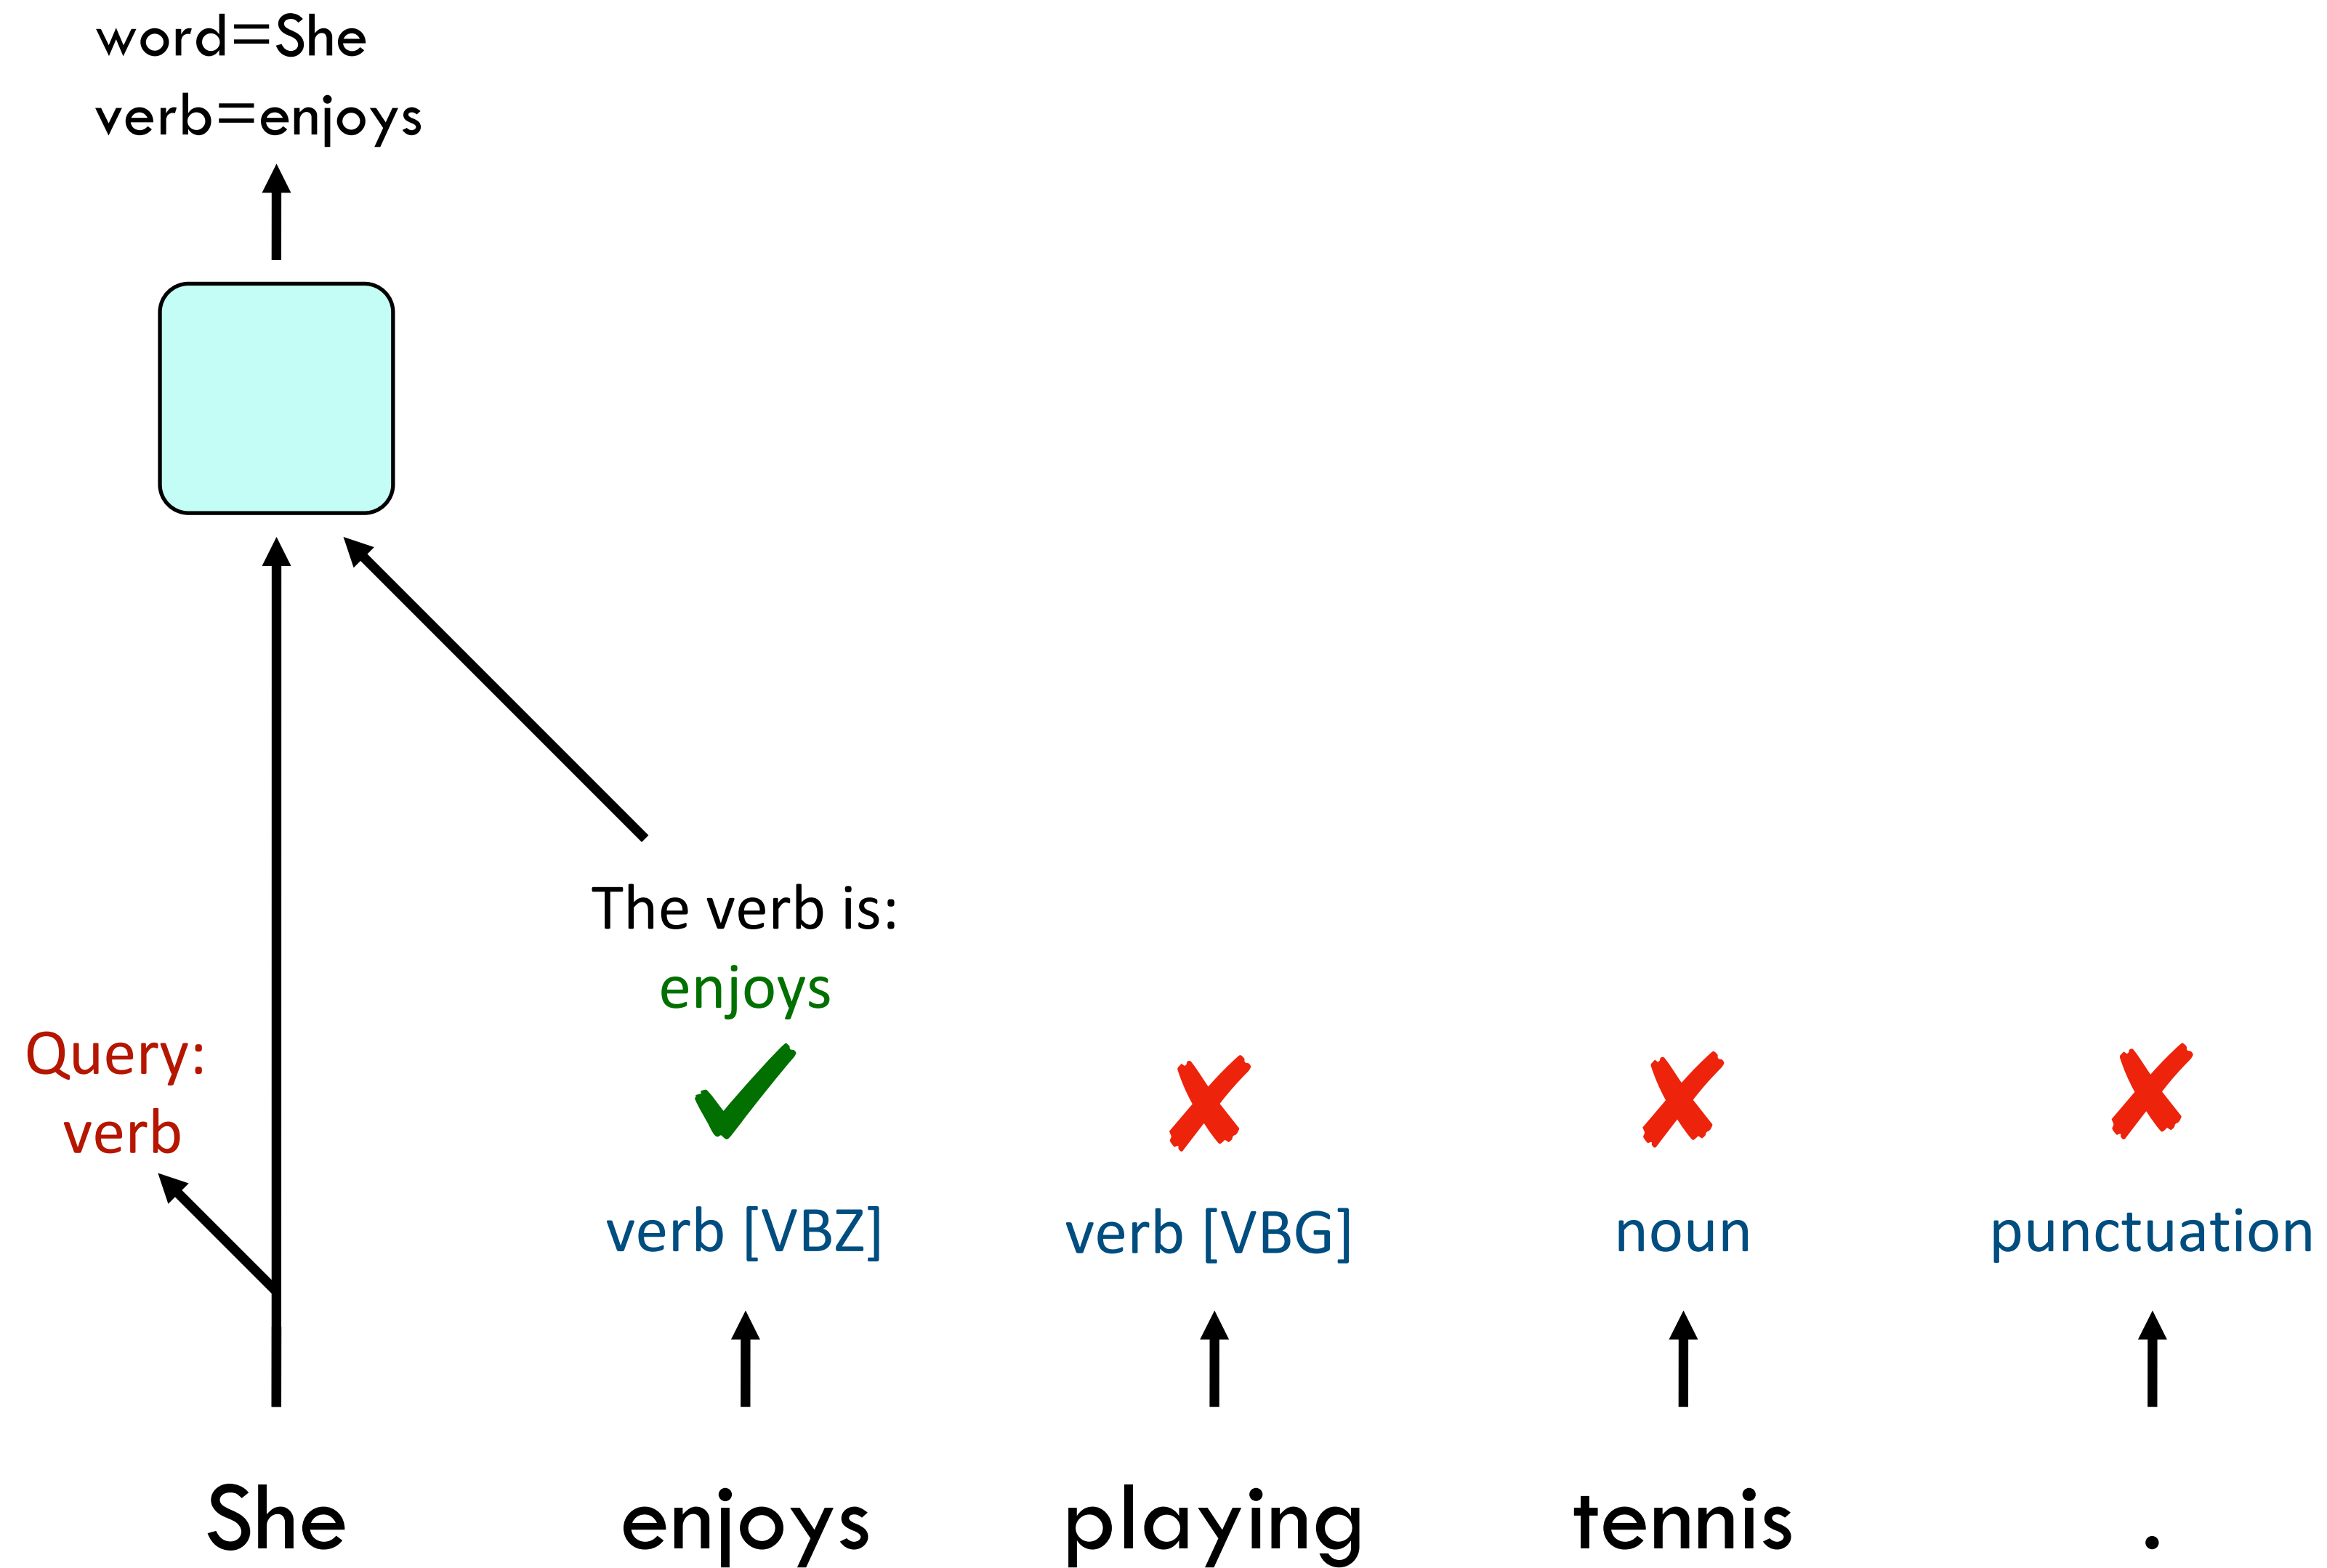 word=She
verb=enjoys
The verb is:
enjoys
Query:
verb
verb [VBZ]
verb [VBG]
noun
punctuation
She
enjoys
playing
tennis
.